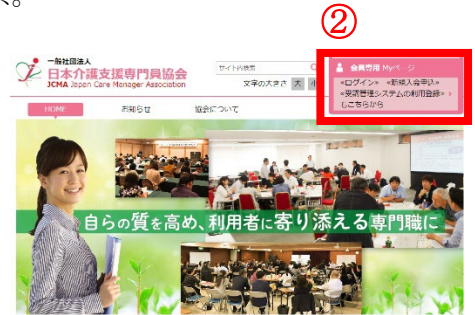 ヘ。
②
一般社団法人
日本介護支援専門員協会
JCMA Japan Care Manager Association
サイト内検索
文字の大きさ 大 小
会員専用 Myページ
«ログイン» «新規入会申込»
«受講管理システムの利用登録»
もこちらから
HOME お知らせ 協会について
自らの質を高め、利用者に寄り添える専門職に